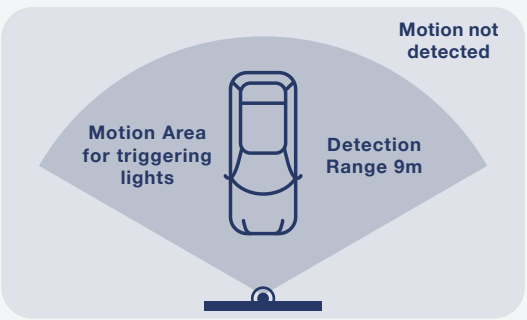 Motion not
detected
Motion Area
for triggering
lights
Detection
Range 9m